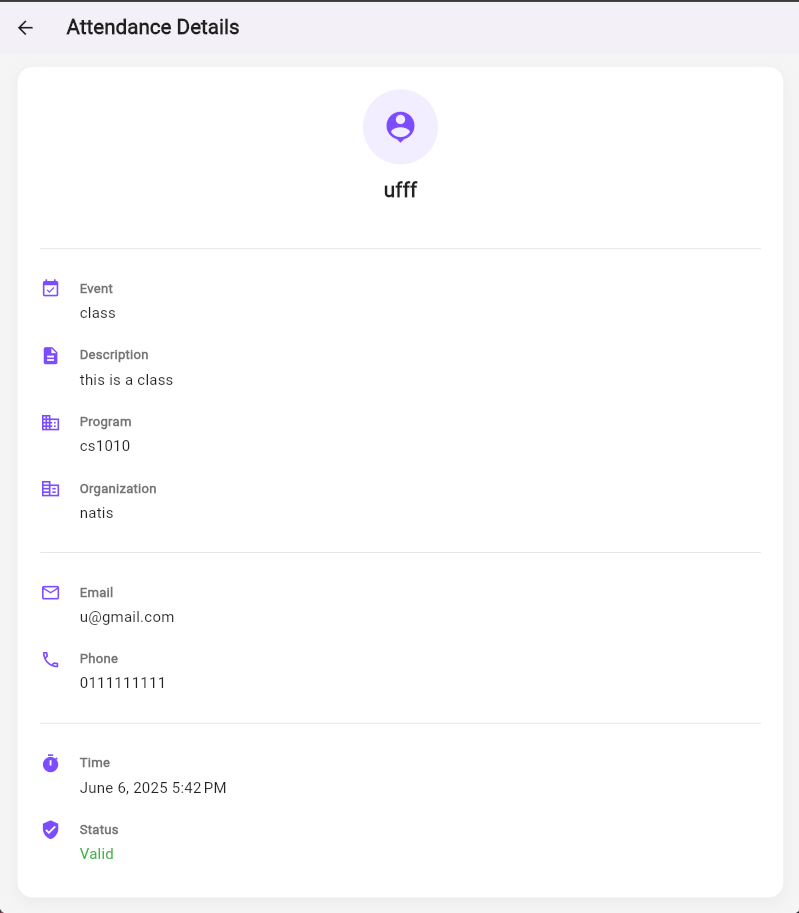 Attendance Details
ufff
Event
class
Description
this is a class
Program
cs1010
Organization
natis
Email
u@gmail.com
Phone
0111111111
Time
June 6, 2025 5:42 PM
Status
Valid